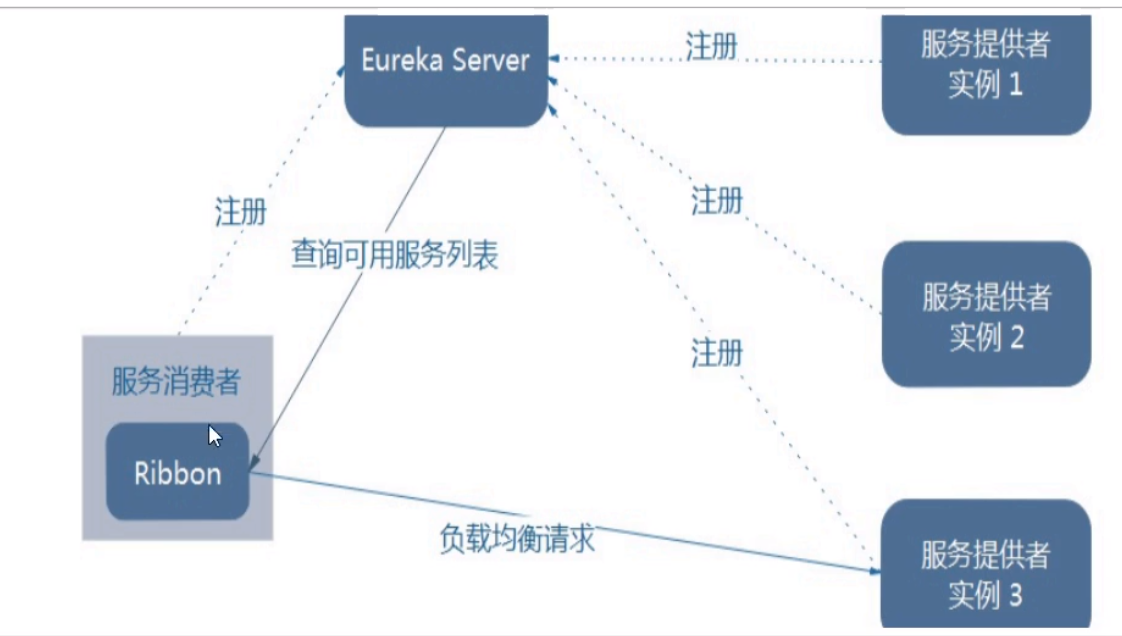 Eureka Server
注册
服务提供者
实例 1
注册
注册
查询可用服务列表
服务提供者
实例 2
注册
服务消费者
Ribbon
负载均衡请求
服务提供者
实例 3